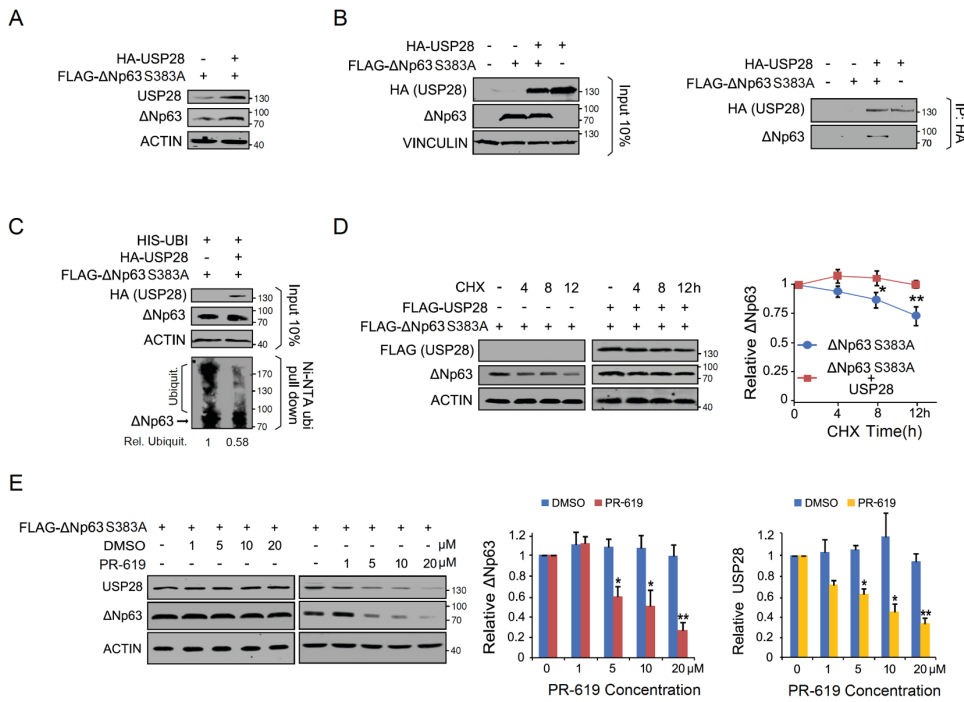 A
HA-USP28 - +
FLAG-ΔNp63 S383A + +
USP28 130
ΔNp63 100
70
ACTIN 40
B
HA-USP28 - - + +
FLAG-ΔNp63 S383A - + + -
HA (USP28) 130
ΔNp63 100
70
VINCULIN 130
Input 10%
HA-USP28 - - + +
FLAG-ΔNp63 S383A - + + -
HA (USP28) 130
ΔNp63 100
70
IP: HA
C
HIS-UBI + +
HA-USP28 - +
FLAG-ΔNp63 S383A + +
HA (USP28) 130
ΔNp63 100
70
ACTIN 40
Input 10%
Ubiquit.
170
130
100
ΔNp63 70
Ni-NTA ubi
pull down
Rel. Ubiquit. 1 0.58
D
CHX - 4 8 12 - 4 8 12h
FLAG-USP28 - - - - + + + +
FLAG-ΔNp63 S383A + + + + + + + +
FLAG (USP28) 130
ΔNp63 100
70
ACTIN 40
Relative ΔNp63
1
0.75
0.5
0.25
0
*
**
ΔNp63 S383A
ΔNp63 S383A
+
USP28
0 4 8 12h
CHX Time(h)
E
FLAG-ΔNp63 S383A + + + + + + + + + +
DMSO - 1 5 10 20 - - - - - μM
PR-619 - - - - - - 1 5 10 20 μM
USP28 130
ΔNp63 100
70
ACTIN 40
DMSO PR-619
Relative ΔNp63
1.4
1.2
1
0.8
0.6
0.4
0.2
0
* * **
0 1 5 10 20 μM
PR-619 Concentration
DMSO PR-619
Relative USP28
1.4
1.2
1
0.8
0.6
0.4
0.2
0
* * **
0 1 5 10 20 μM
PR-619 Concentration